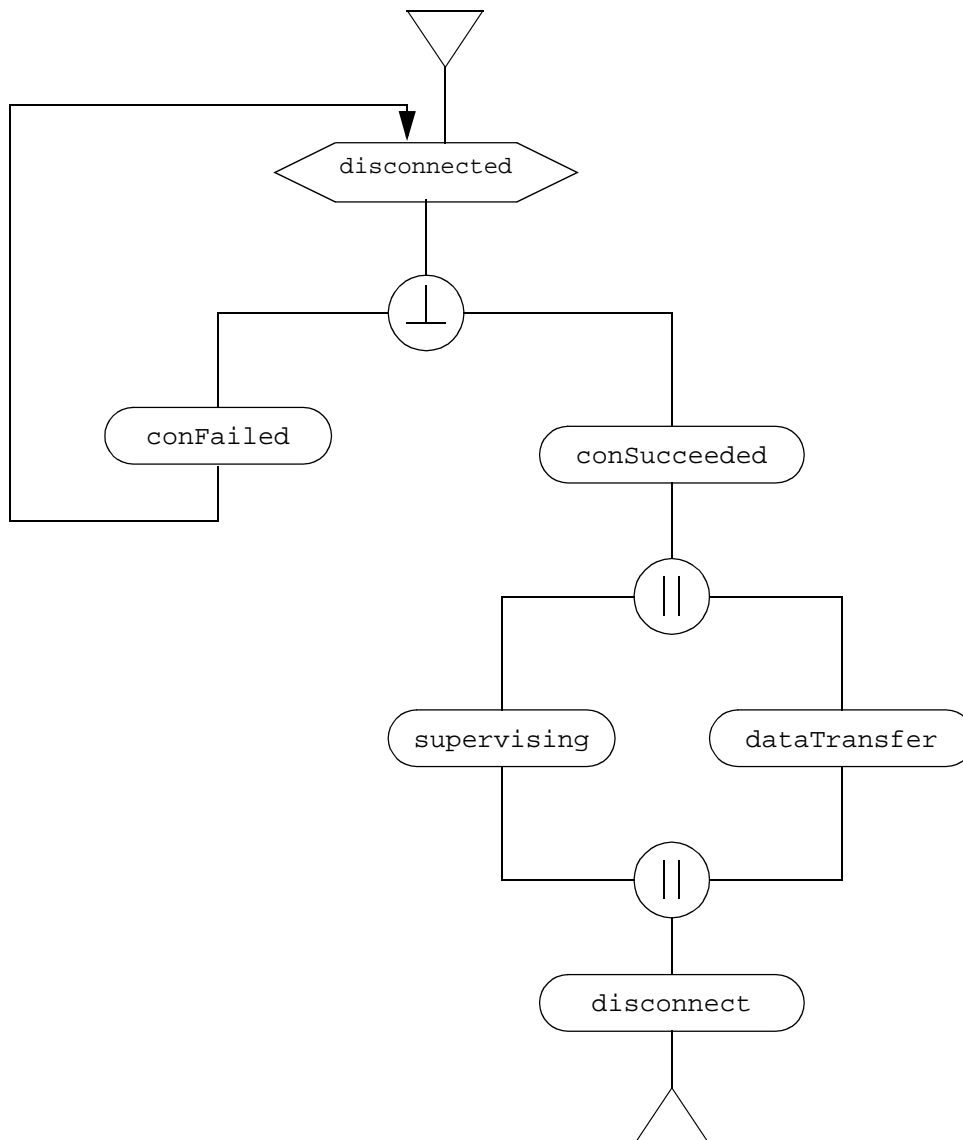 disconnected
conFailed
conSucceeded
supervising
dataTransfer
disconnect